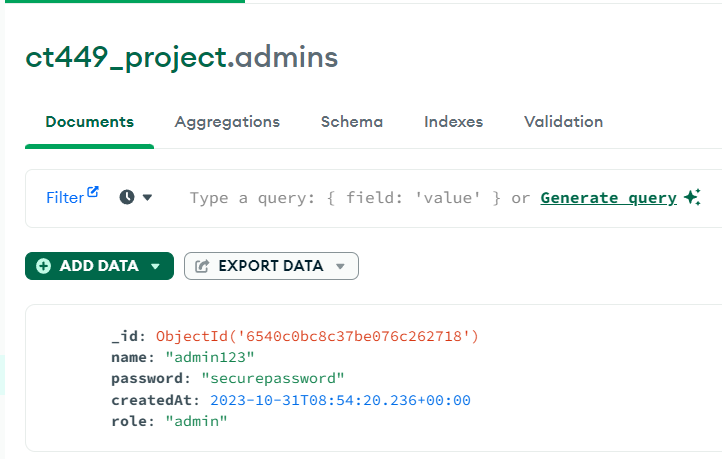 ct449_project.admins
Documents Aggregations Schema Indexes Validation
Filter Type a query: { field: 'value' } or Generate query
ADD DATA EXPORT DATA
_id: ObjectId('6540c0bc8c37be076c262718')
name: "admin123"
password: "securepassword"
createdAt: 2023-10-31T08:54:20.236+00:00
role: "admin"